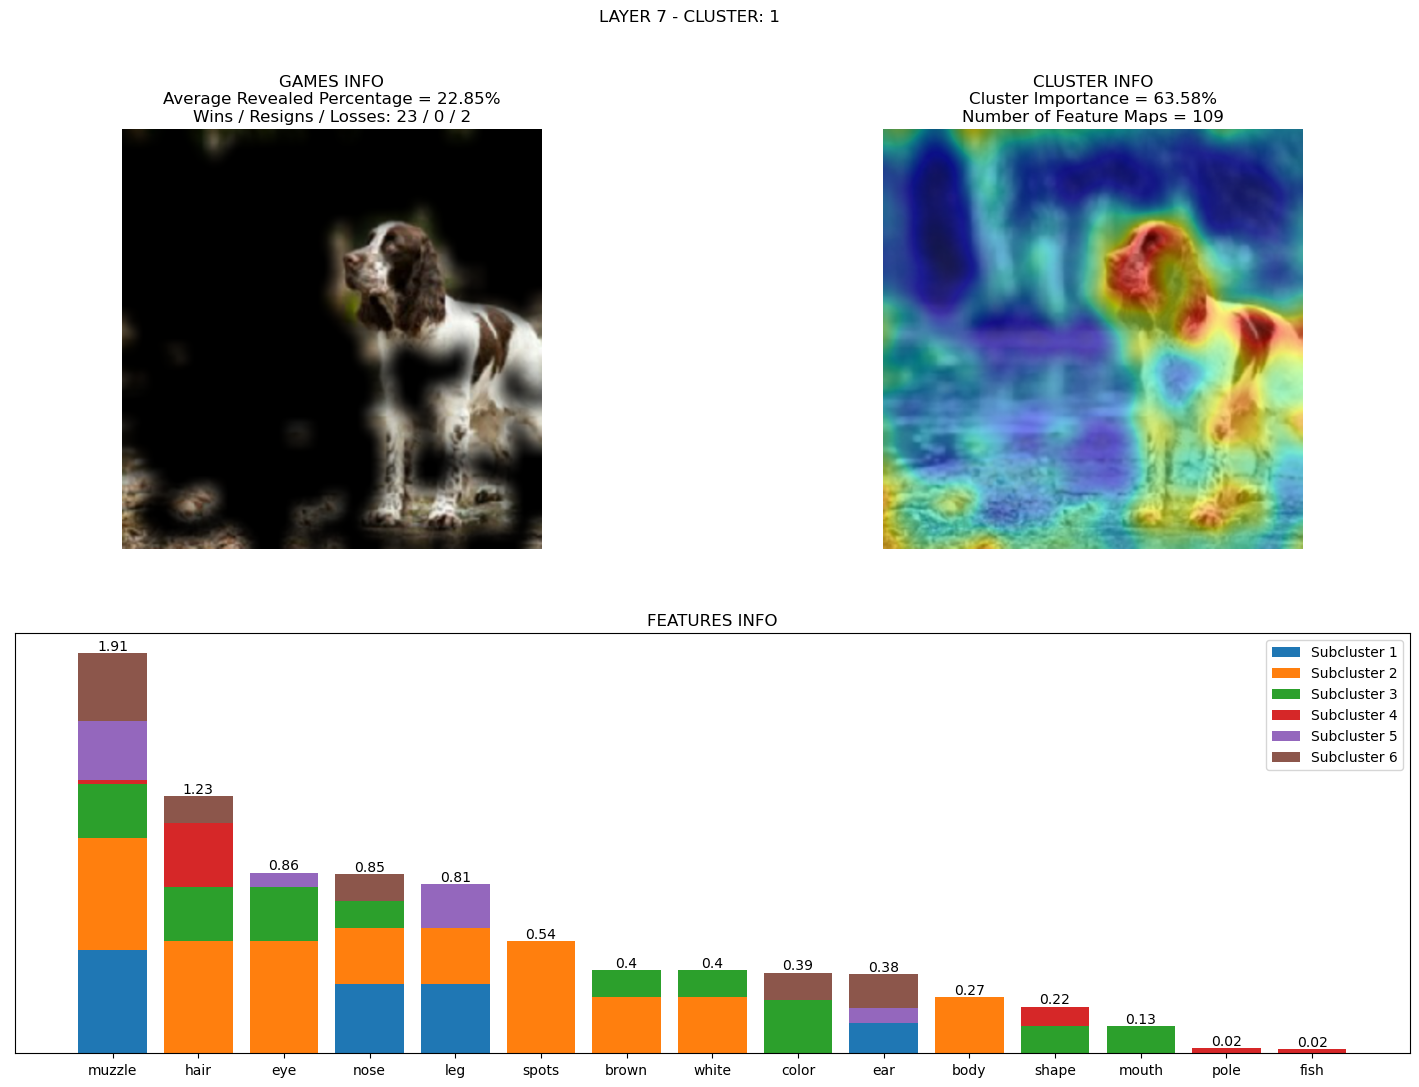 LAYER 7 - CLUSTER: 1
GAMES INFO
Average Revealed Percentage = 22.85%
Wins / Resigns / Losses: 23 / 0 / 2
CLUSTER INFO
Cluster Importance = 63.58%
Number of Feature Maps = 109
FEATURES INFO
1.91
1.23
0.86
0.85
0.81
0.54
0.4
0.4
0.39
0.38
0.27
0.22
0.13
0.02
0.02
Subcluster 1
Subcluster 2
Subcluster 3
Subcluster 4
Subcluster 5
Subcluster 6
muzzle
hair
eye
nose
leg
spots
brown
white
color
ear
body
shape
mouth
pole
fish